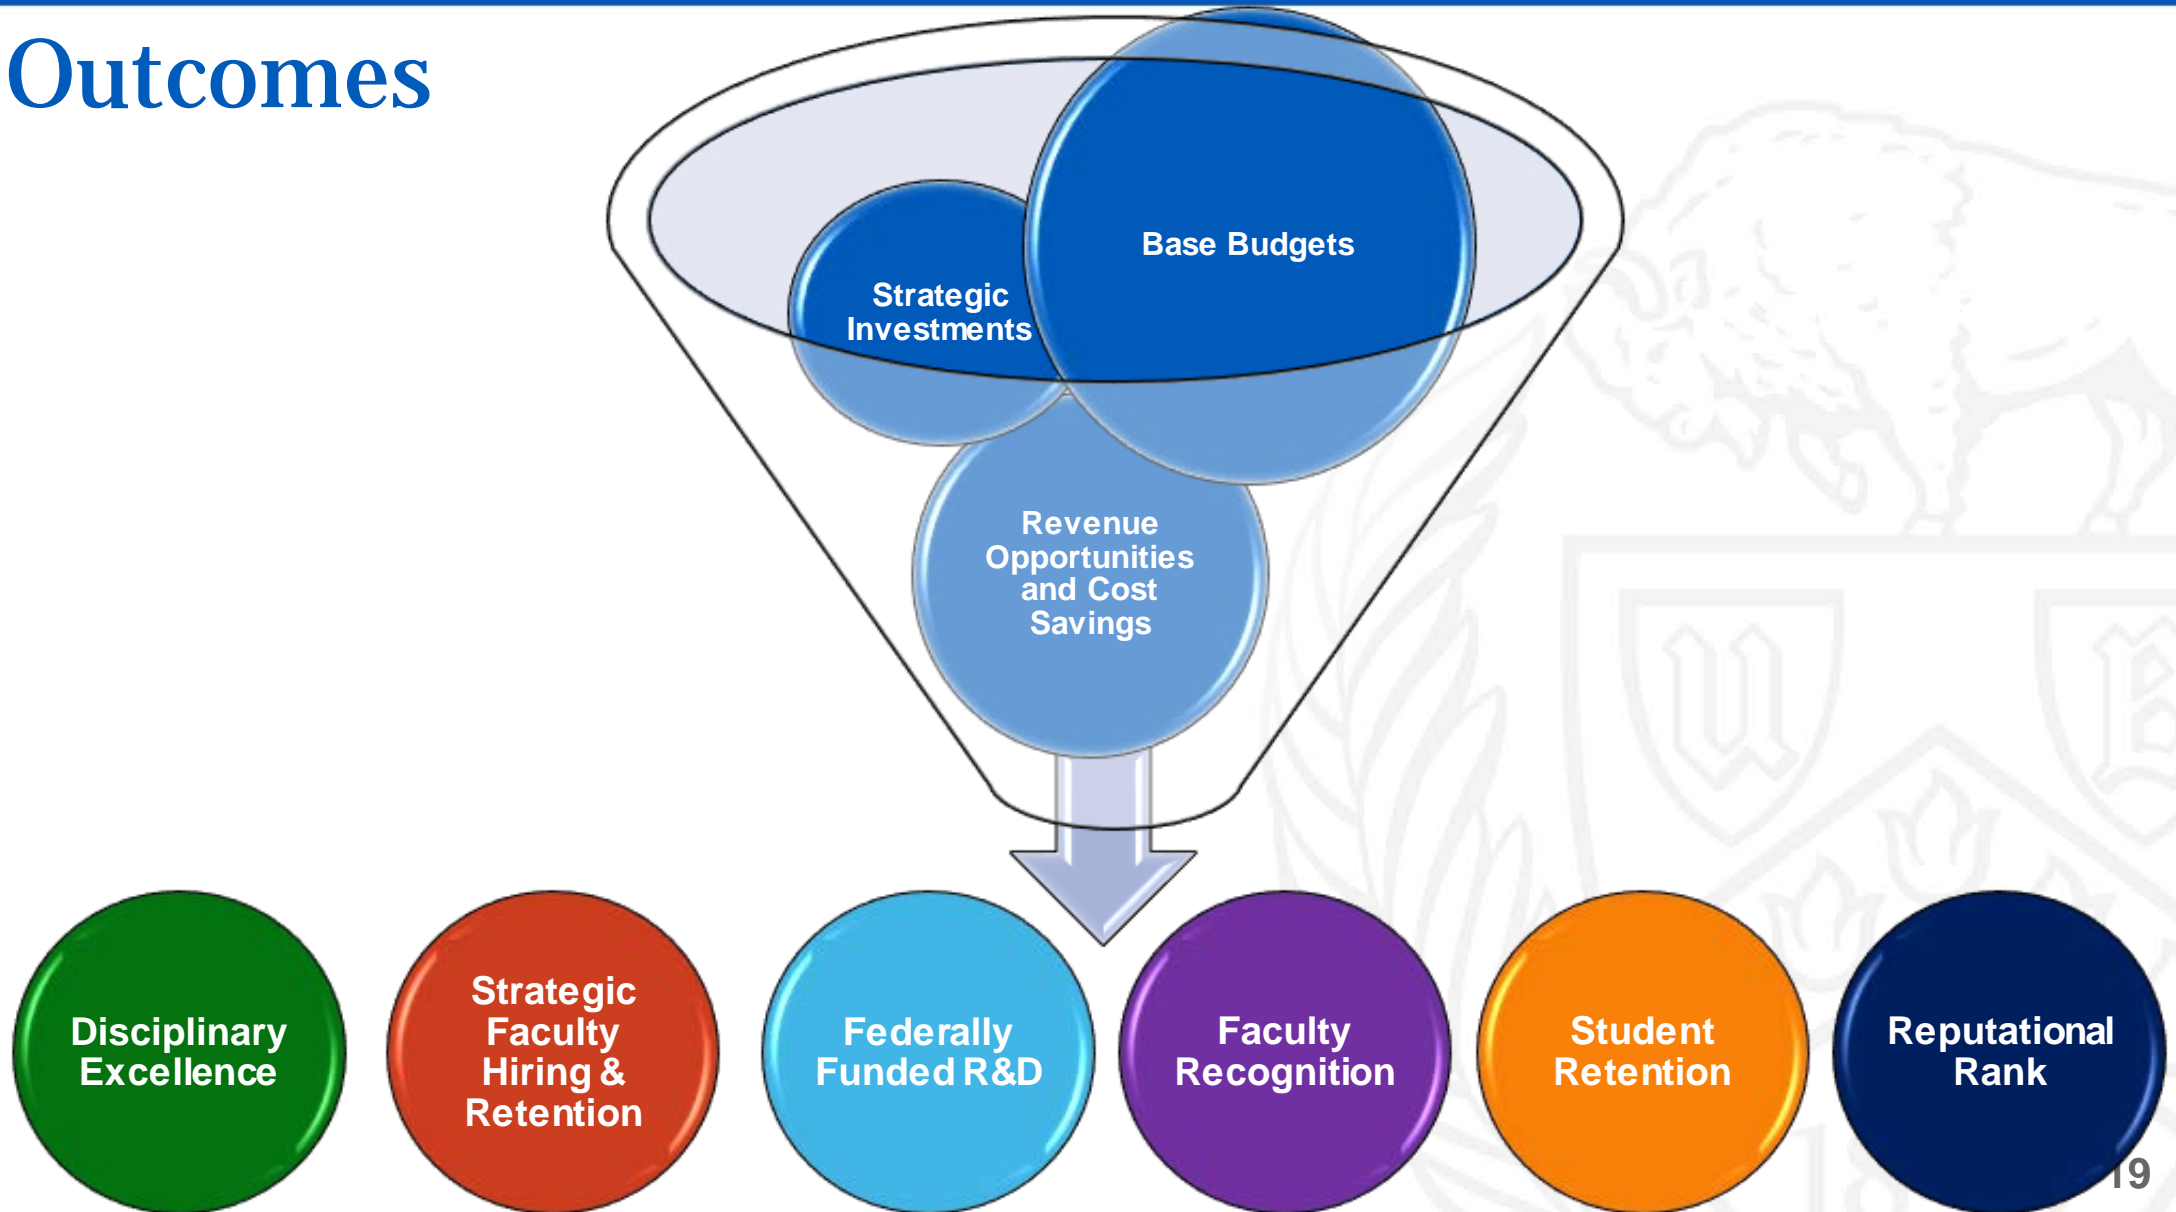 Outcomes
Base Budgets
Strategic
Investments
Revenue
Opportunities
and Cost
Savings
Disciplinary
Excellence
Strategic
Faculty
Hiring &
Retention
Federally
Funded R&D
Faculty
Recognition
Student
Retention
Reputational
Rank
U B
18
19